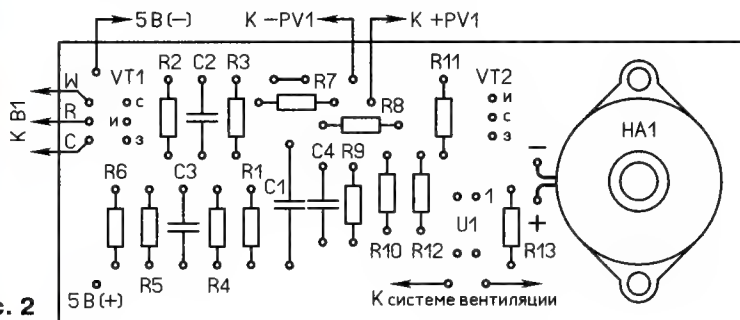 5В(–) К –PV1 К +PV1
R2 C2 R3 R11
VT1 R7 VT2
W с и
R и R8 с HA1
C з з
К В1
–
R6 C3 R1 C1 C4 R9
1
U1
+
R5 R4 R10 R12 R13
5В(+) К системе вентиляции
с. 2